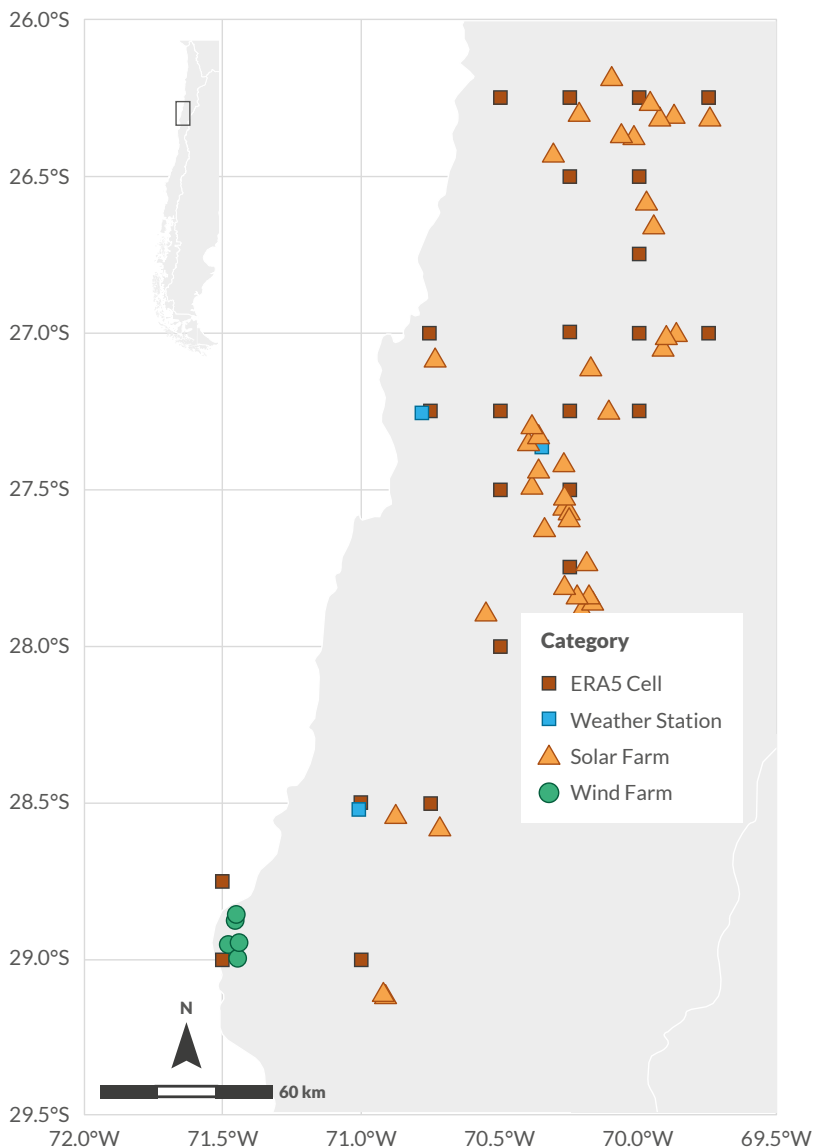 26.0°S
26.5°S
27.0°S
27.5°S
28.0°S
Category
ERA5 Cell
Weather Station
Solar Farm
Wind Farm
28.5°S
29.0°S
N
60 km
29.5°S
72.0°W 71.5°W 71.0°W 70.5°W 70.0°W 69.5°W